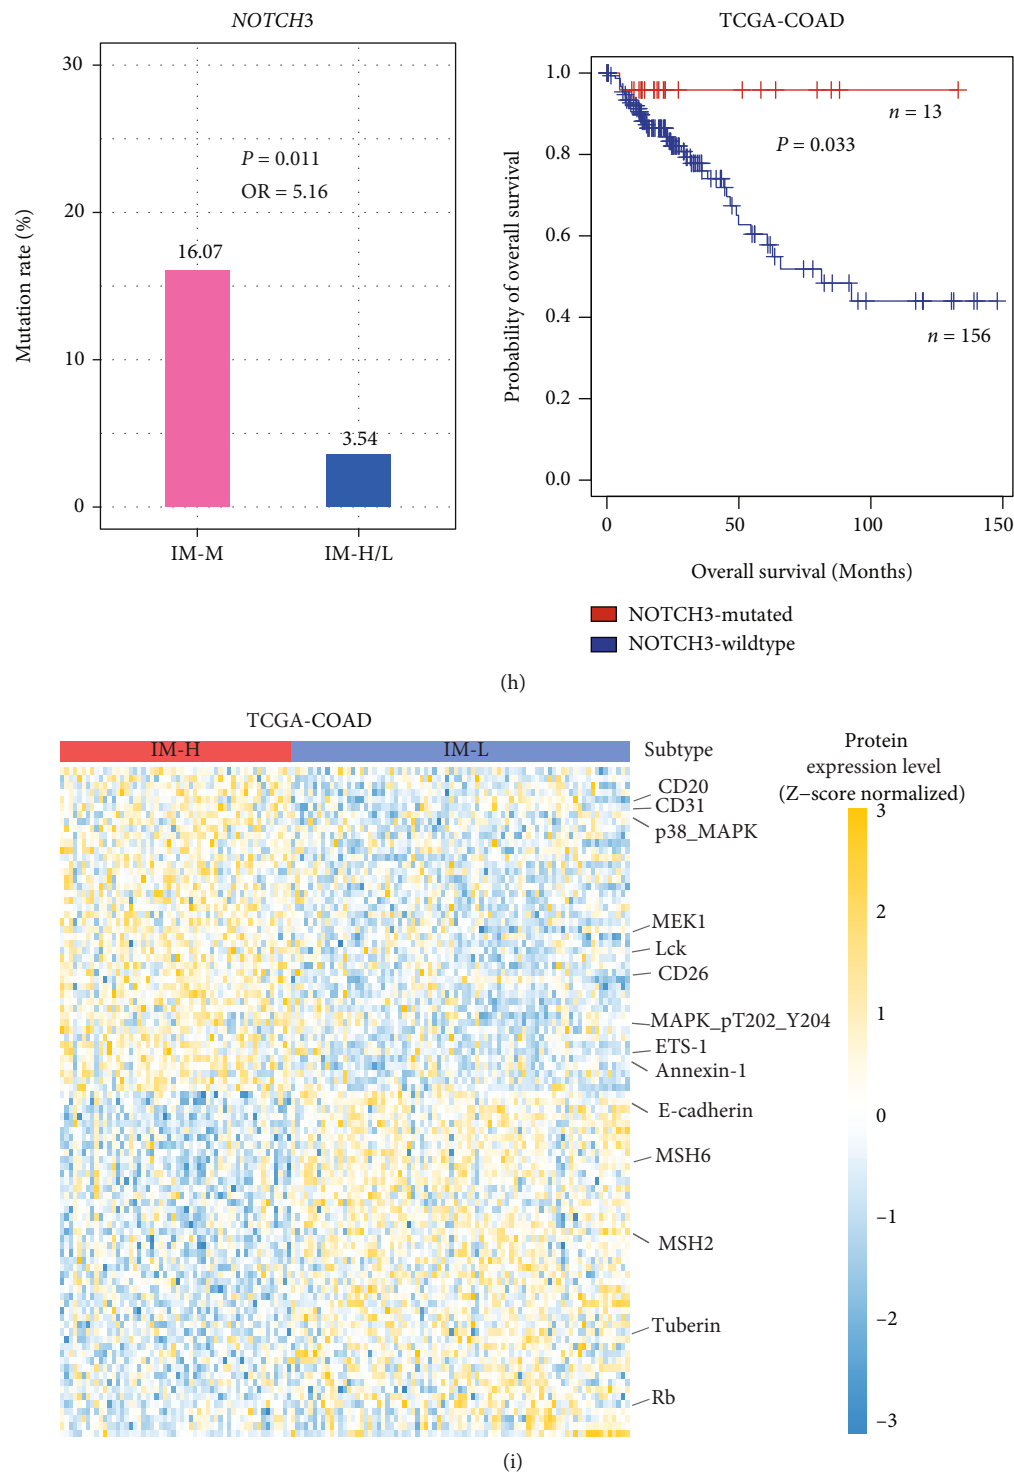 NOTCH3
30
20
10
0
Mutation rate (%)
P = 0.011
OR = 5.16
16.07
3.54
IM-M
IM-H/L
TCGA-COAD
1.0
0.8
0.6
0.4
0.2
0.0
Probability of overall survival
n = 13
P = 0.033
n = 156
0
50
100
150
Overall survival (Months)
NOTCH3-mutated
NOTCH3-wildtype
(h)
TCGA-COAD
IM-H
IM-L
Subtype
CD20
CD31
p38_MAPK
MEK1
Lck
CD26
MAPK_pT202_Y204
ETS-1
Annexin-1
E-cadherin
MSH6
MSH2
Tuberin
Rb
Protein
expression level
(Z−score normalized)
3
2
1
0
−1
−2
−3
(i)